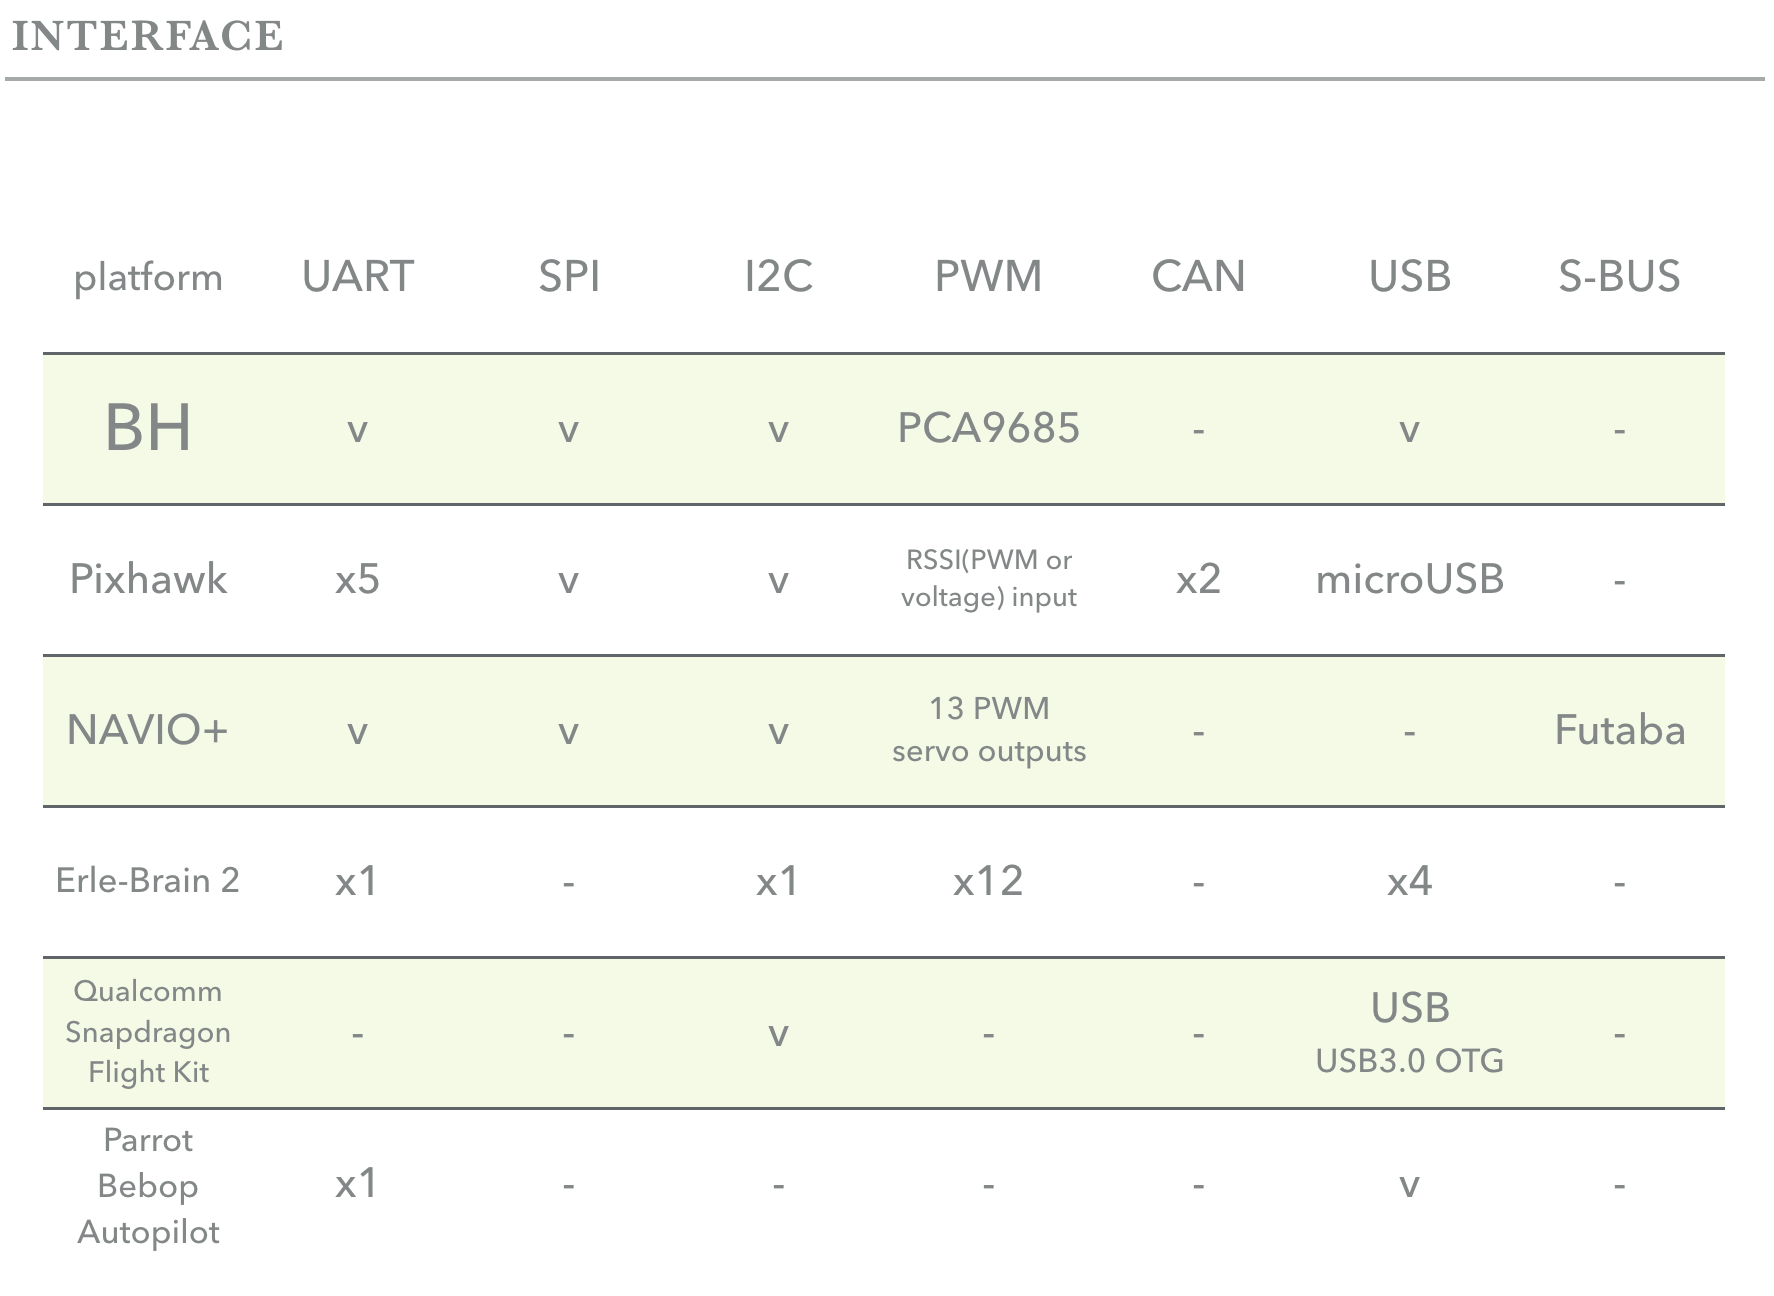 INTERFACE
platform UART SPI I2C PWM CAN USB S-BUS
BH v v v PCA9685 - v -
Pixhawk x5 v v RSSI(PWM or voltage) input x2 microUSB -
NAVIO+ v v v 13 PWM servo outputs - - Futaba
Erle-Brain 2 x1 - x1 x12 - x4 -
Qualcomm Snapdragon Flight Kit - - v - - USB USB3.0 OTG -
Parrot Bebop Autopilot x1 - - - - v -